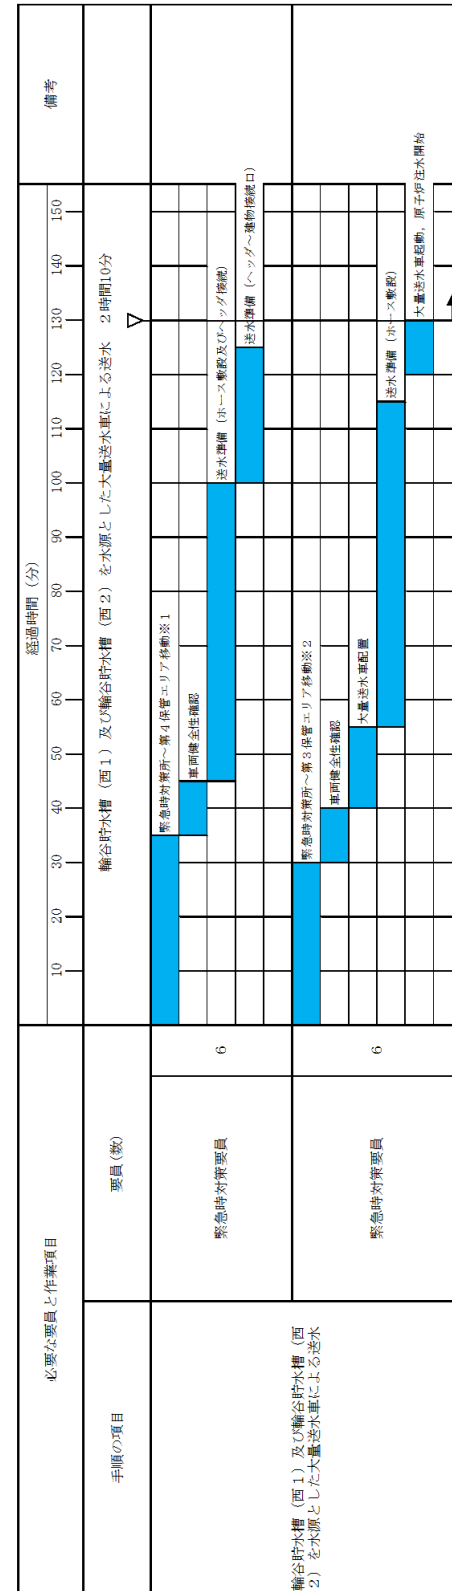 必要な要員と作業項目
経過時間（分）
備考
10 20 30 40 50 60 70 80 90 100 110 120 130 140 150
手順の項目
要員(数)
輪谷貯水槽（西１）及び輪谷貯水槽（西２）を水源とした大量送水車による送水　２時間10分
▽
輪谷貯水槽（西１）及び輪谷貯水槽（西
２）を水源とした大量送水車による送水
緊急時対策要員
6
緊急時対策所～第４保管エリア移動※１
車両健全性確認
送水準備（ホース敷設及びヘッダ接続）
送水準備（ヘッダ～建物接続口）
緊急時対策要員
6
緊急時対策所～第３保管エリア移動※２
車両健全性確認
大量送水車配置
送水準備（ホース敷設）
大量送水車起動，原子炉注水開始